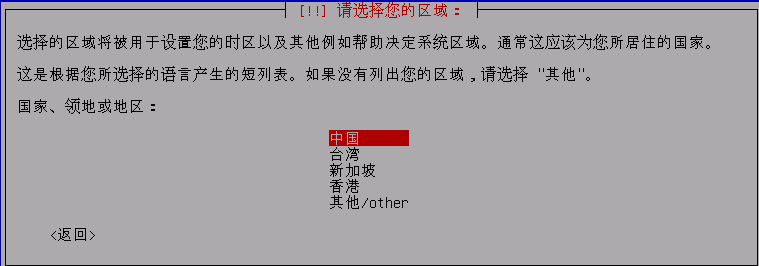 [!!] 请选择您的区域：
选择的区域将被用于设置您的时区以及其他例如帮助决定系统区域。通常这应该为您所居住的国家。
这是根据您所选择的语言产生的短列表。如果没有列出您的区域，请选择 "其他"。
国家、领地或地区：
中国
台湾
新加坡
香港
其他/other
<返回>